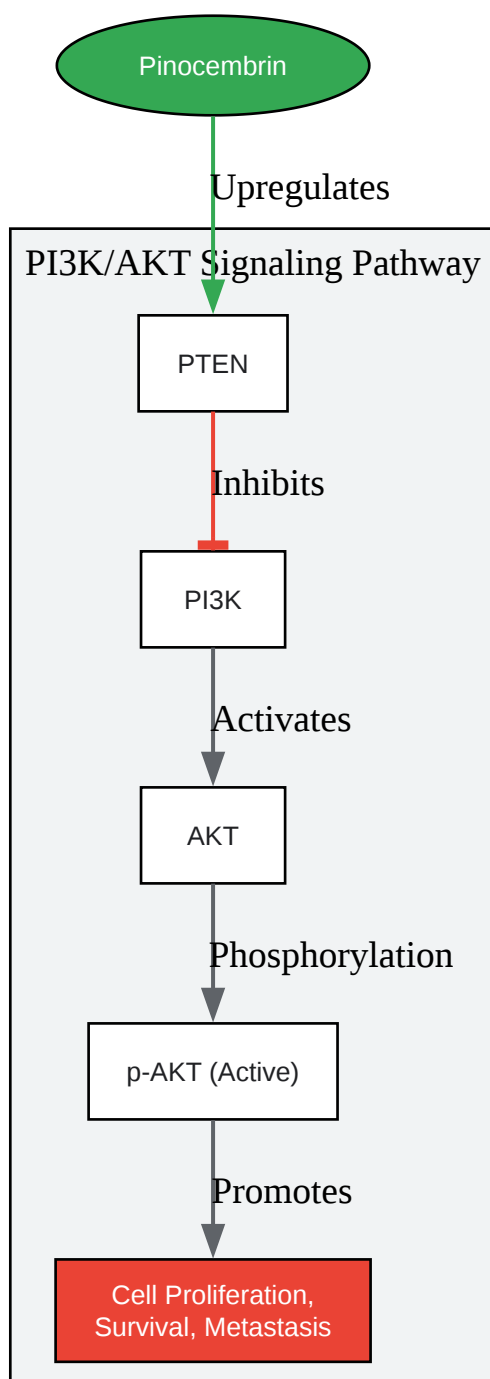 Pinocembrin
Upregulates
PI3K/AKT Signaling Pathway
PTEN
Inhibits
PI3K
Activates
AKT
Phosphorylation
p-AKT (Active)
Promotes
Cell Proliferation,
Survival, Metastasis